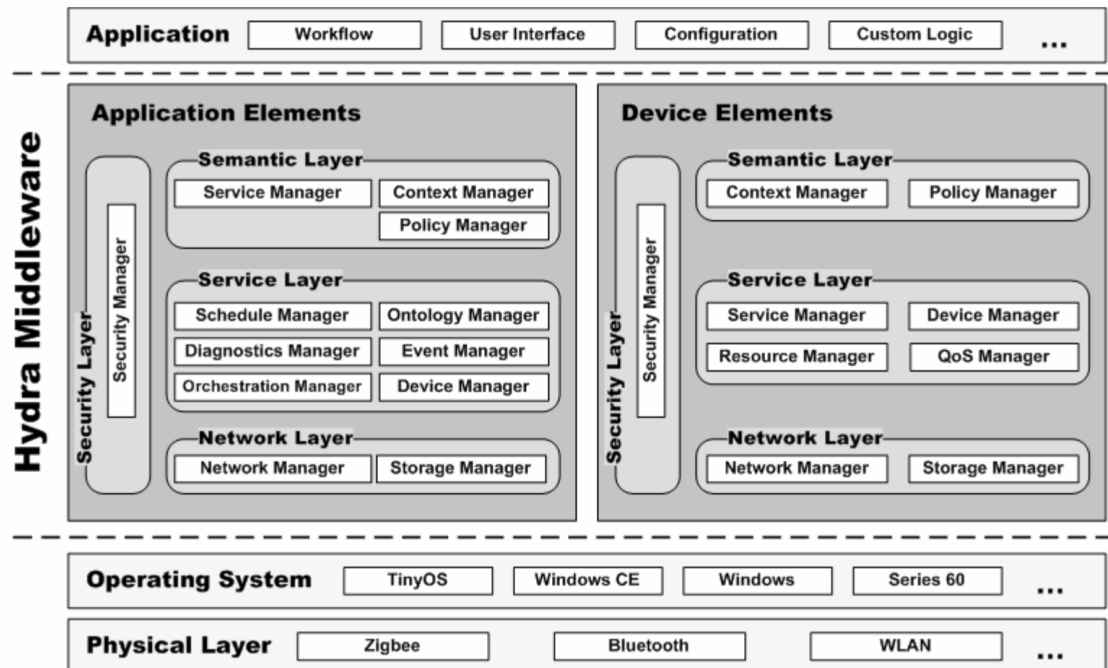 Application Workflow User Interface Configuration Custom Logic ...
Hydra Middleware
Application Elements
Security Layer
Security Manager
Semantic Layer
Service Manager Context Manager
Policy Manager
Service Layer
Schedule Manager Ontology Manager
Diagnostics Manager Event Manager
Orchestration Manager Device Manager
Network Layer
Network Manager Storage Manager
Device Elements
Security Layer
Security Manager
Semantic Layer
Context Manager Policy Manager
Service Layer
Service Manager Device Manager
Resource Manager QoS Manager
Network Layer
Network Manager Storage Manager
Operating System TinyOS Windows CE Windows Series 60 ...
Physical Layer Zigbee Bluetooth WLAN ...